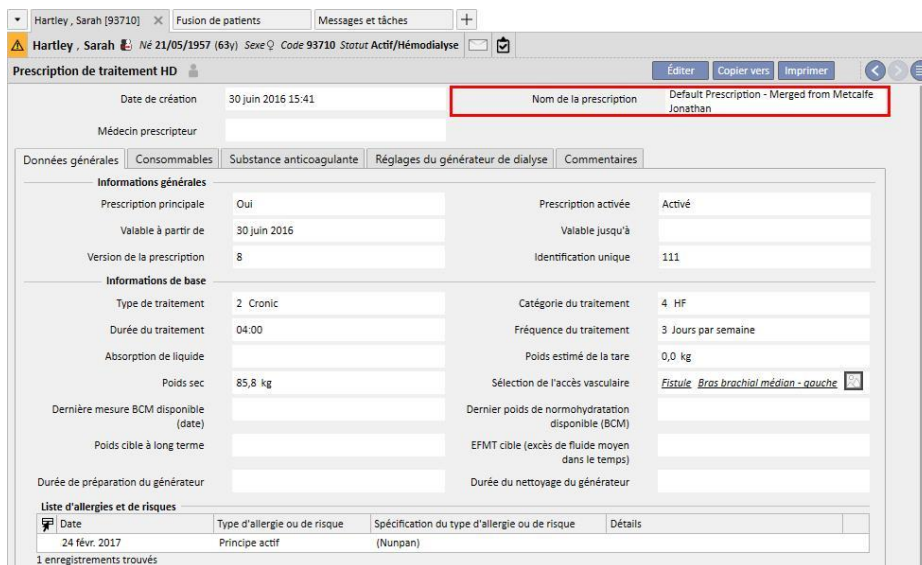 Hartley , Sarah [93710] Fusion de patients Messages et tâches
Hartley , Sarah Né 21/05/1957 (63y) Sexe ♀ Code 93710 Statut Actif/Hémodialyse
Prescription de traitement HD Éditer Copier vers Imprimer
Date de création 30 juin 2016 15:41 Nom de la prescription Default Prescription - Merged from Metcalfe
Jonathan
Médecin prescripteur
Données générales Consommables Substance anticoagulante Réglages du générateur de dialyse Commentaires
Informations générales
Prescription principale Oui Prescription activée Activé
Valable à partir de 30 juin 2016 Valable jusqu'à
Version de la prescription 8 Identification unique 111
Informations de base
Type de traitement 2 Cronic Catégorie du traitement 4 HF
Durée du traitement 04:00 Fréquence du traitement 3 Jours par semaine
Absorption de liquide Poids estimé de la tare 0,0 kg
Poids sec 85,8 kg Sélection de l'accès vasculaire Fistule Bras brachial médian - gauche
Dernière mesure BCM disponible Dernier poids de normohydratation
(date) disponible (BCM)
Poids cible à long terme EFMT cible (excès de fluide moyen
dans le temps)
Durée de préparation du générateur Durée du nettoyage du générateur
Liste d'allergies et de risques
Date Type d'allergie ou de risque Spécification du type d'allergie ou de risque Détails
24 févr. 2017 Principe actif (Nunpan)
1 enregistrements trouvés